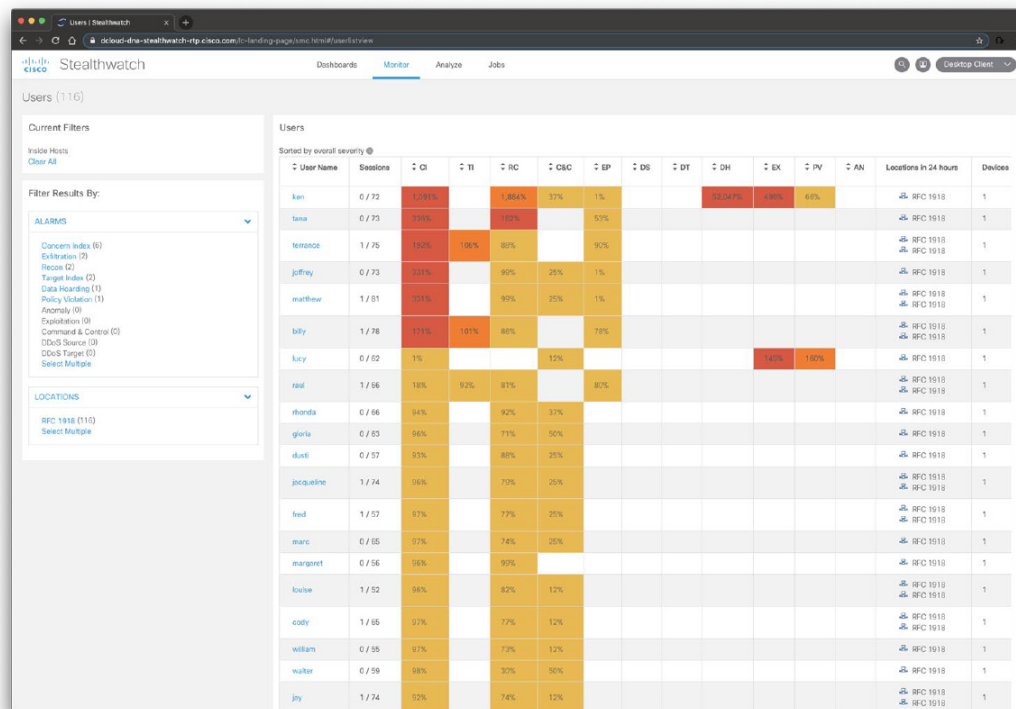 Users | Stealthwatch
dcloud-dna-stealthwatch-rtp.cisco.com/lc-landing-page/smc.html#/userlistview
CISCO Stealthwatch
Dashboards Monitor Analyze Jobs
Desktop Client
Users (116)
Current Filters
Inside Hosts
Clear All
Filter Results By:
ALARMS
Concern Index (6)
Exfiltration (2)
Recon (2)
Target Index (2)
Data Hoarding (1)
Policy Violation (1)
Anomaly (0)
Exploitation (0)
Command & Control (0)
DDoS Source (0)
DDoS Target (0)
Select Multiple
LOCATIONS
RFC 1918 (116)
Select Multiple
Users
Sorted by overall severity
User Name Sessions CI TI RC C&C EP DS DT DH EX PV AN Locations in 24 hours Devices
ken 0 / 72 37% 1% 66% RFC 1918 1
tana 0 / 73 53% RFC 1918 1
terrance 1 / 75 106% 88% 90% RFC 1918 1
RFC 1918
joffrey 0 / 73 331% 99% 25% 1% RFC 1918 1
matthew 1 / 81 331% 99% 25% 1% RFC 1918 1
RFC 1918
billy 1 / 76 101% 78% RFC 1918 1
RFC 1918
lucy 0 / 62 1% 12% 160% RFC 1918 1
raul 1 / 66 18% 92% 81% 80% RFC 1918 1
RFC 1918
rhonda 0 / 66 94% 92% 37% RFC 1918 1
gloria 0 / 63 96% 71% 50% RFC 1918 1
dusti 0 / 57 93% 88% 25% RFC 1918 1
jacqueline 1 / 74 96% 79% 25% RFC 1918 1
RFC 1918
fred 1 / 57 97% 77% 25% RFC 1918 1
RFC 1918
marc 0 / 65 97% 74% 25% RFC 1918 1
margaret 0 / 56 96% 99% RFC 1918 1
louise 1 / 52 96% 82% 12% RFC 1918 1
RFC 1918
cody 1 / 65 97% 77% 12% RFC 1918 1
RFC 1918
william 0 / 55 97% 73% 12% RFC 1918 1
walter 0 / 59 98% 30% 50% RFC 1918 1
jay 1 / 74 92% 74% 12% RFC 1918 1
RFC 1918